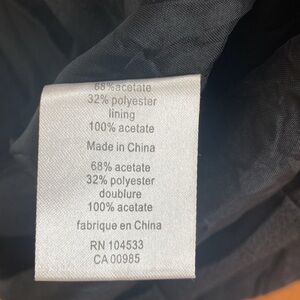 68%acetate
32% polyester
lining
100% acetate
Made in China
68% acetate
32% polyester
doublure
100% acetate
fabrique en China
RN 104533
CA 00985